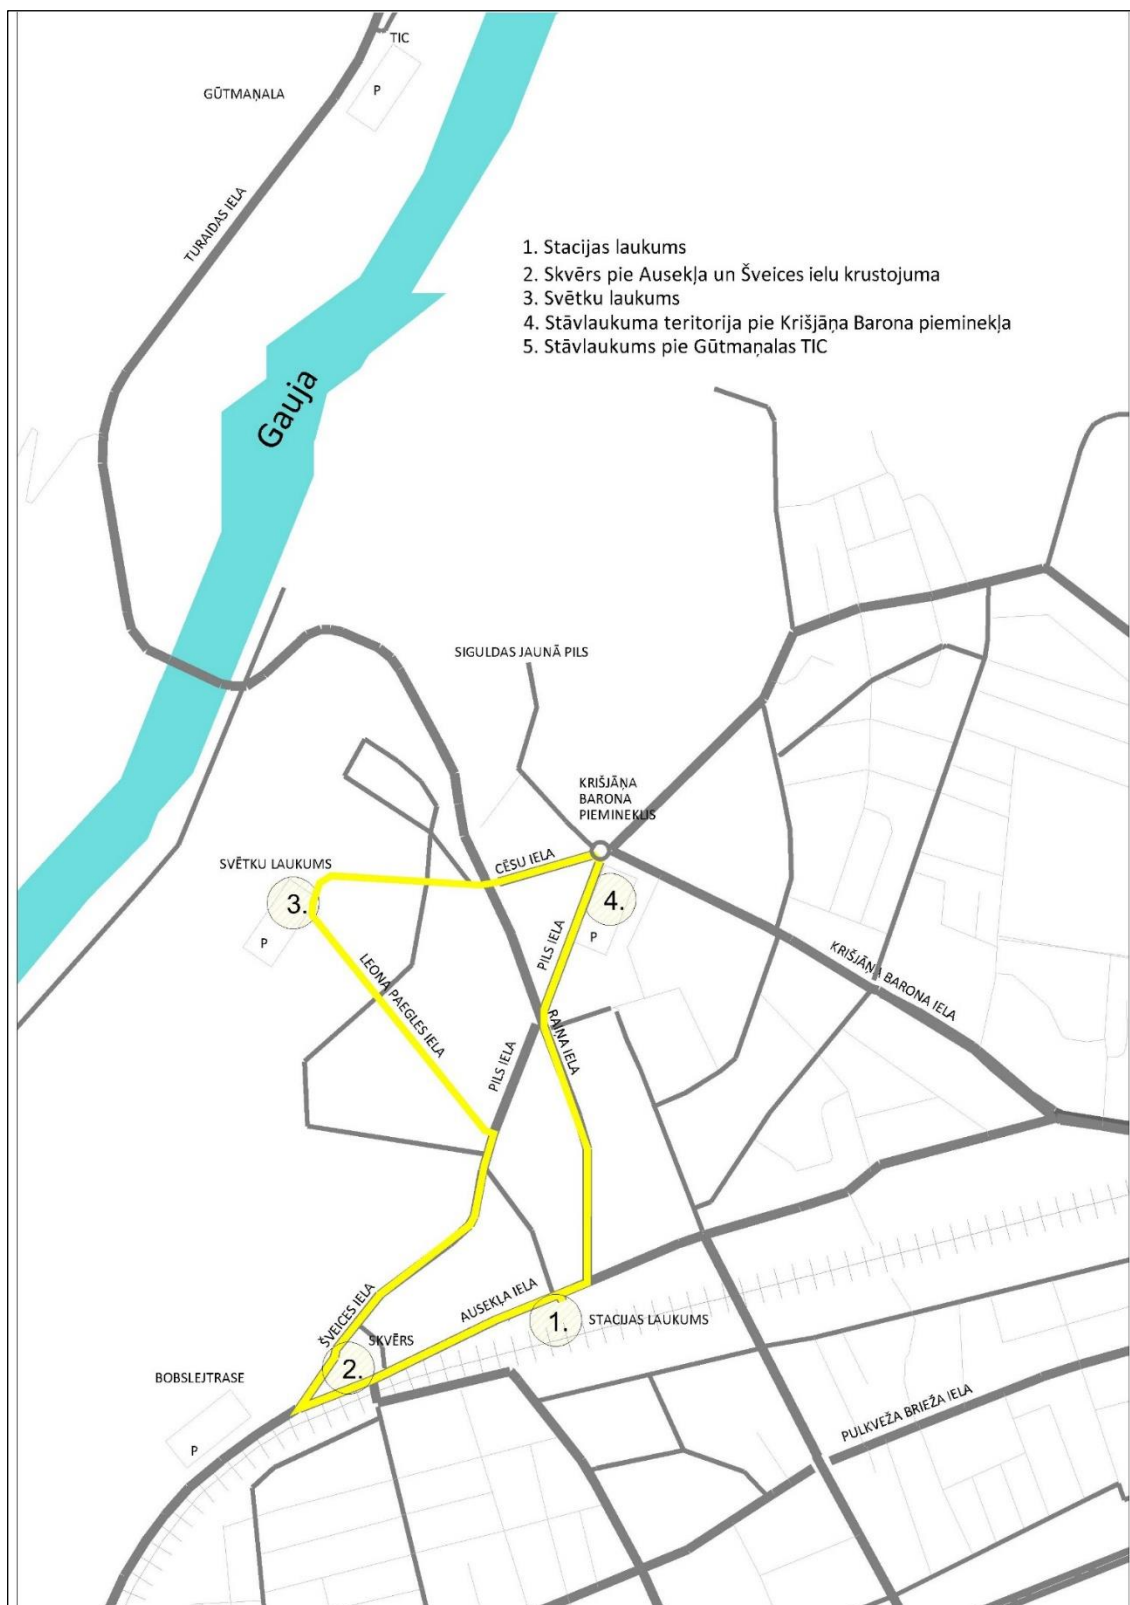 TIC
P
GŪTMAŅALA
TURAIDAS IELA
1. Stacijas laukums
2. Skvērs pie Ausekļa un Šveices ielu krustojuma
3. Svētku laukums
4. Stāvlaukuma teritorija pie Krišjāņa Barona pieminekļa
5. Stāvlaukums pie Gūtmaņalas TIC
Gauja
SIGULDAS JAUNĀ PILS
KRIŠJĀŅA
BARONA
PIEMINEKLIS
CĒSU IELA
SVĒTKU LAUKUMS
3.
4.
P
P
PILS IELA
KRIŠJĀŅA BARONA IELA
LEONA PAEGLES IELA
RAIŅA IELA
PILS IELA
AUSEKĻA IELA
ŠVEICES IELA
1.
STACIJAS LAUKUMS
SKVĒRS
2.
BOBSLEJTRASE
P
PULKVEŽA BRIEŽA IELA